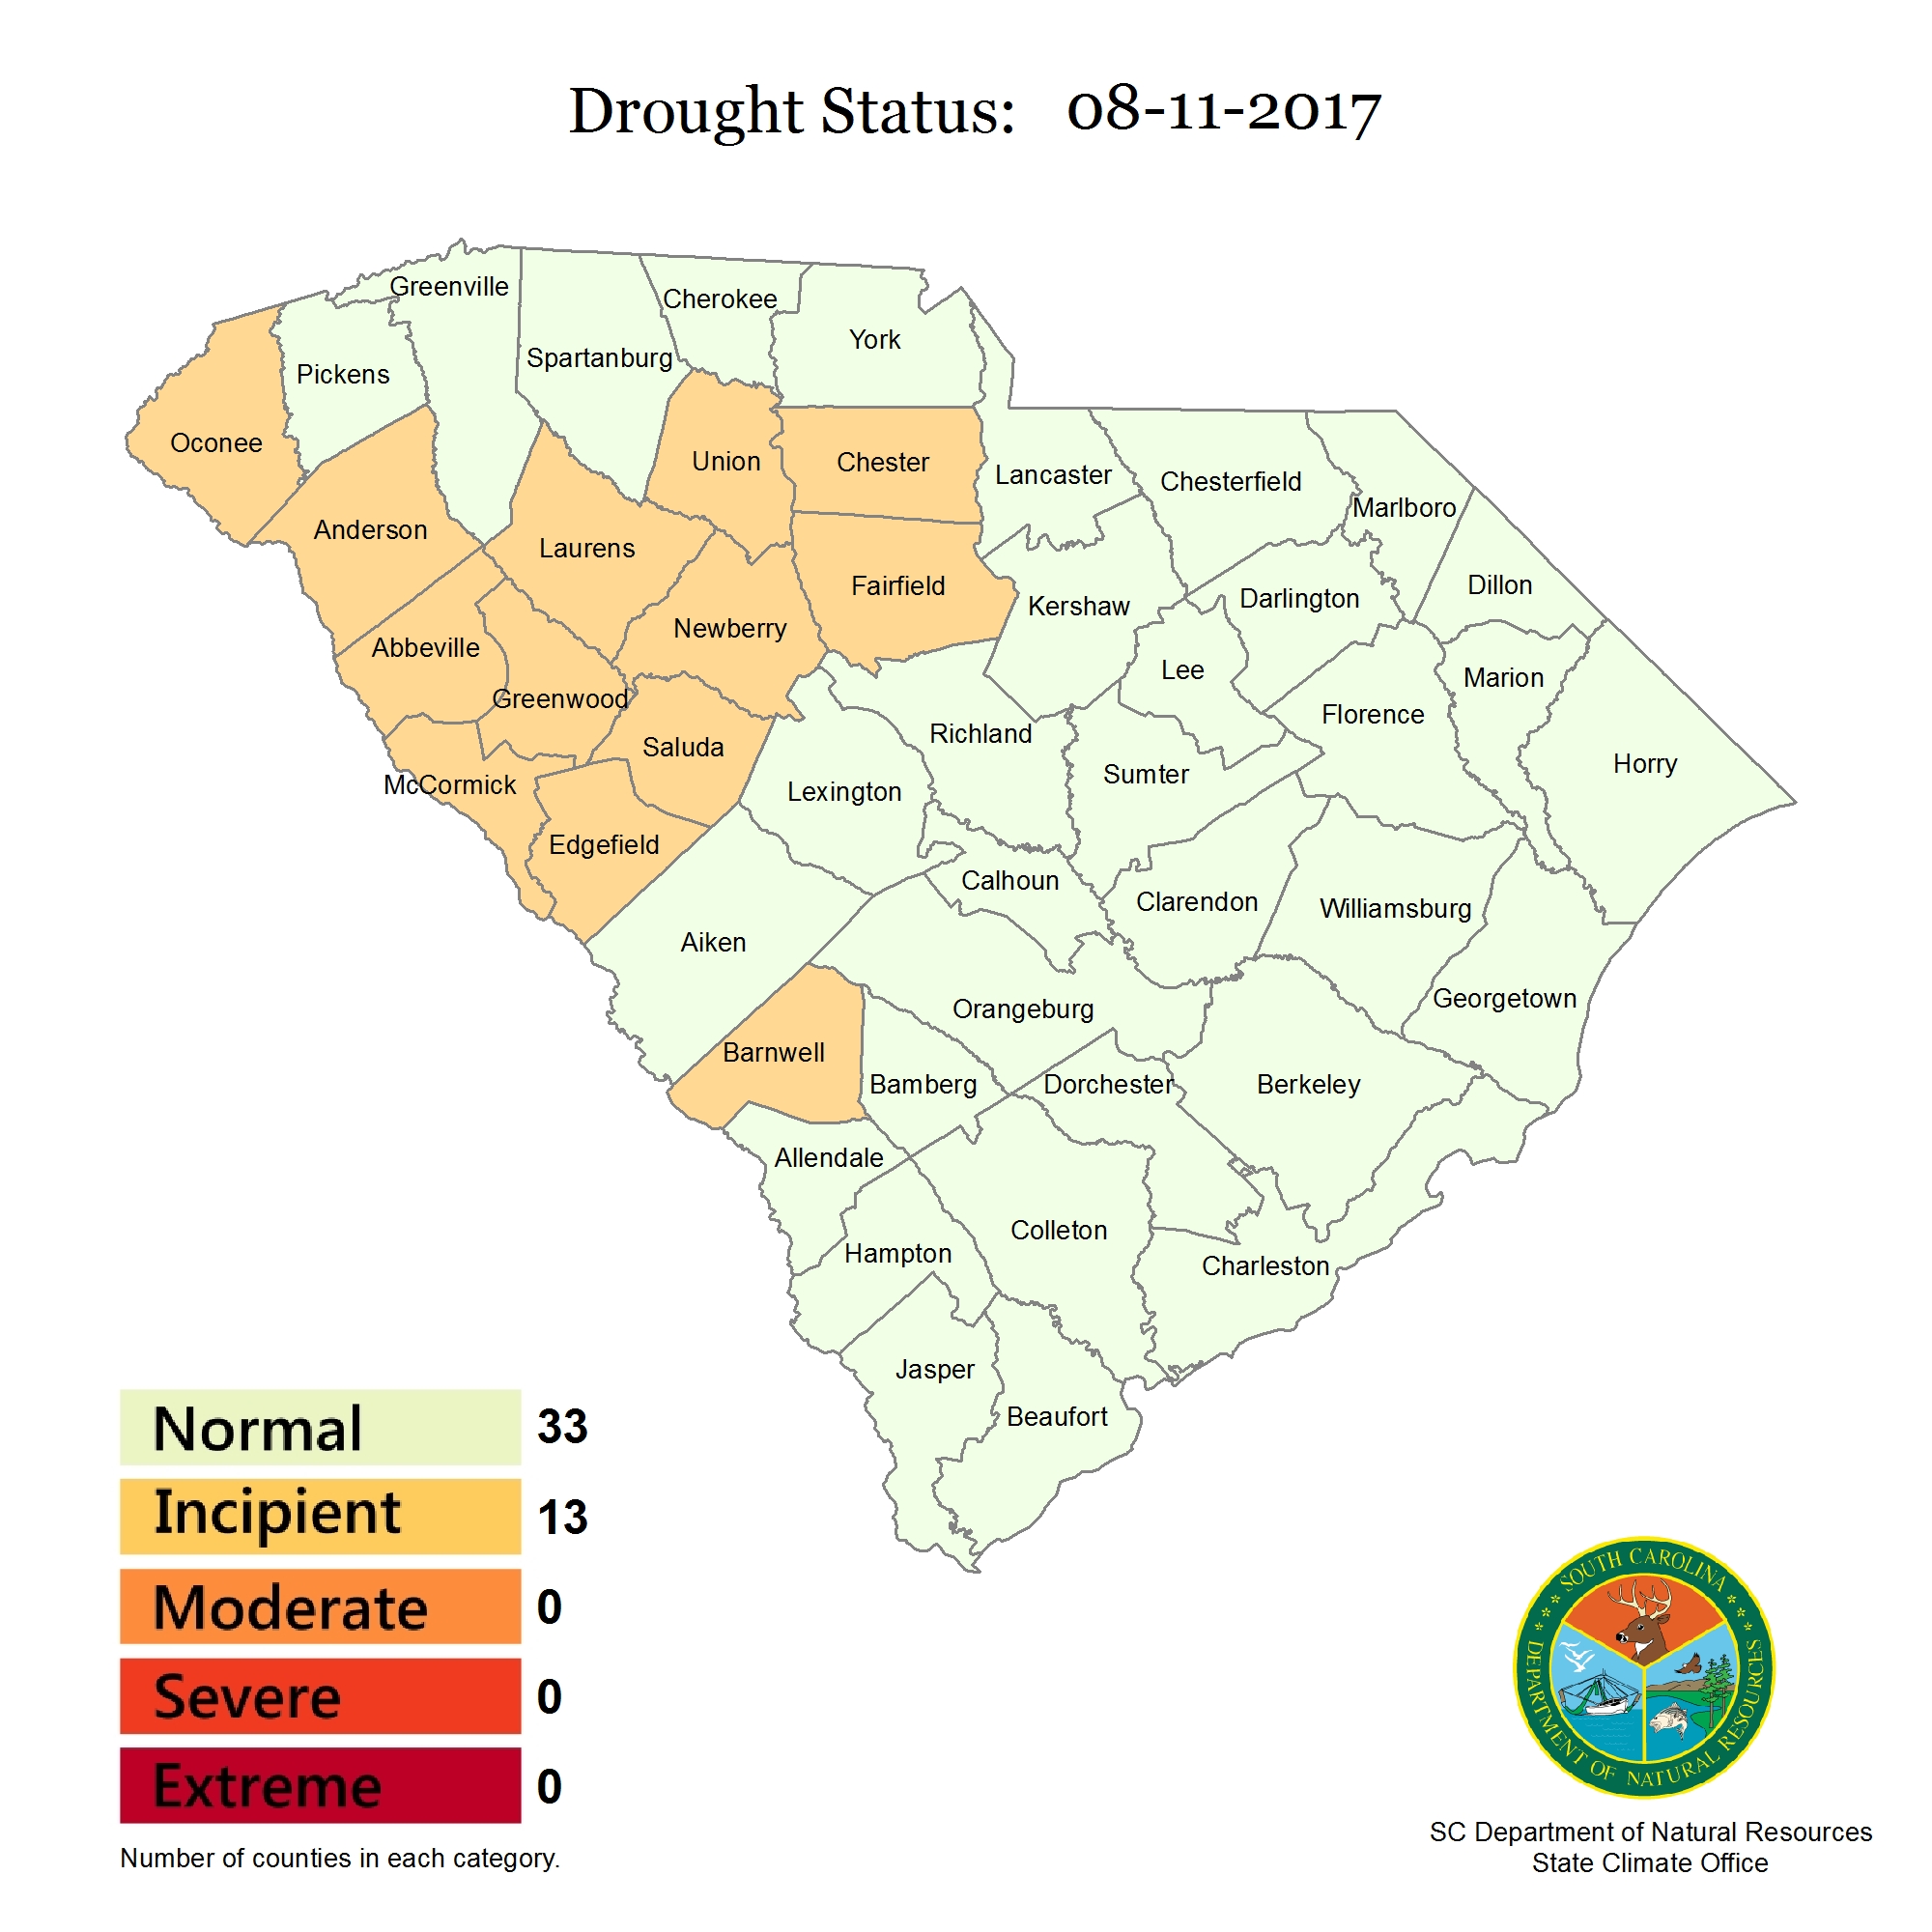 Drought Status: 08-11-2017
Greenville
Cherokee
York
Spartanburg
Pickens
Oconee
Union
Chester
Lancaster
Chesterfield
Marlboro
Anderson
Laurens
Fairfield
Dillon
Darlington
Kershaw
Newberry
Abbeville
Lee
Marion
Greenwood
Florence
Richland
Saluda
Horry
Sumter
McCormick
Lexington
Edgefield
Calhoun
Clarendon
Williamsburg
Aiken
Georgetown
Orangeburg
Barnwell
Bamberg
Dorchester
Berkeley
Allendale
Colleton
Hampton
Charleston
Jasper
Beaufort
Normal 33
Incipient 13
Moderate 0
Severe 0
Extreme 0
Number of counties in each category.
SOUTH CAROLINA
DEPARTMENT OF NATURAL RESOURCES
SC Department of Natural Resources
State Climate Office